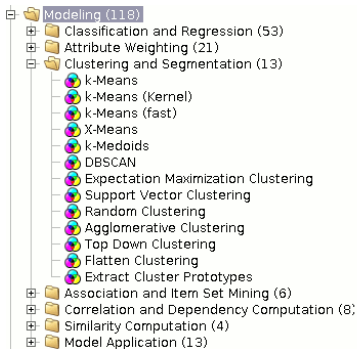 Modeling (118)
Classification and Regression (53)
Attribute Weighting (21)
Clustering and Segmentation (13)
k-Means
k-Means (Kernel)
k-Means (fast)
X-Means
k-Medoids
DBSCAN
Expectation Maximization Clustering
Support Vector Clustering
Random Clustering
Agglomerative Clustering
Top Down Clustering
Flatten Clustering
Extract Cluster Prototypes
Association and Item Set Mining (6)
Correlation and Dependency Computation (8)
Similarity Computation (4)
Model Application (13)